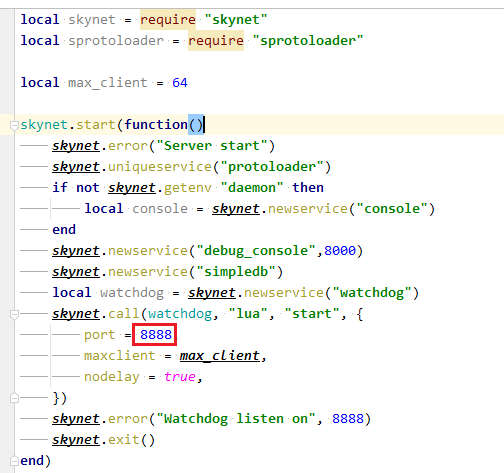 local skynet = require "skynet"
local sprotoloader = require "sprotoloader"
local max_client = 64
skynet.start(function()
skynet.error("Server start")
skynet.uniqueservice("protoloader")
if not skynet.getenv "daemon" then
local console = skynet.newservice("console")
end
skynet.newservice("debug_console",8000)
skynet.newservice("simpledb")
local watchdog = skynet.newservice("watchdog")
skynet.call(watchdog, "lua", "start", {
port = 8888
maxclient = max_client,
nodelay = true,
})
skynet.error("Watchdog listen on", 8888)
skynet.exit()
end)